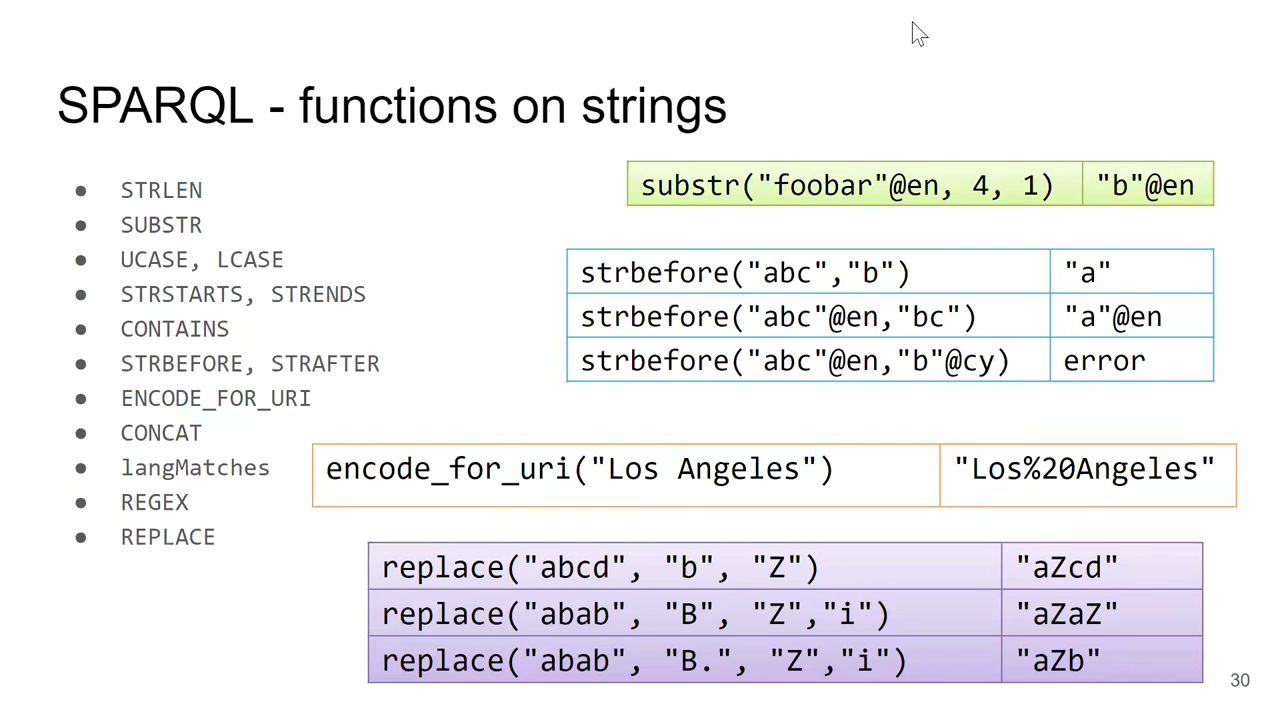 SPARQL - functions on strings
● STRLEN
● SUBSTR
● UCASE, LCASE
● STRSTARTS, STRENDS
● CONTAINS
● STRBEFORE, STRAFTER
● ENCODE_FOR_URI
● CONCAT
● langMatches
● REGEX
● REPLACE
substr("foobar"@en, 4, 1) "b"@en
strbefore("abc","b") "a"
strbefore("abc"@en,"bc") "a"@en
strbefore("abc"@en,"b"@cy) error
encode_for_uri("Los Angeles") "Los%20Angeles"
replace("abcd", "b", "Z") "aZcd"
replace("abab", "B", "Z","i") "aZaZ"
replace("abab", "B.", "Z","i") "aZb"
30